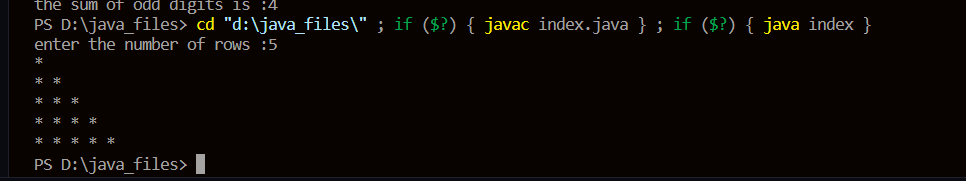 the sum of odd digits is :4
PS D:\java_files> cd "d:\java_files\" ; if ($?) { javac index.java } ; if ($?) { java index }
enter the number of rows :5
*
* *
* * *
* * * *
* * * * *
PS D:\java_files>